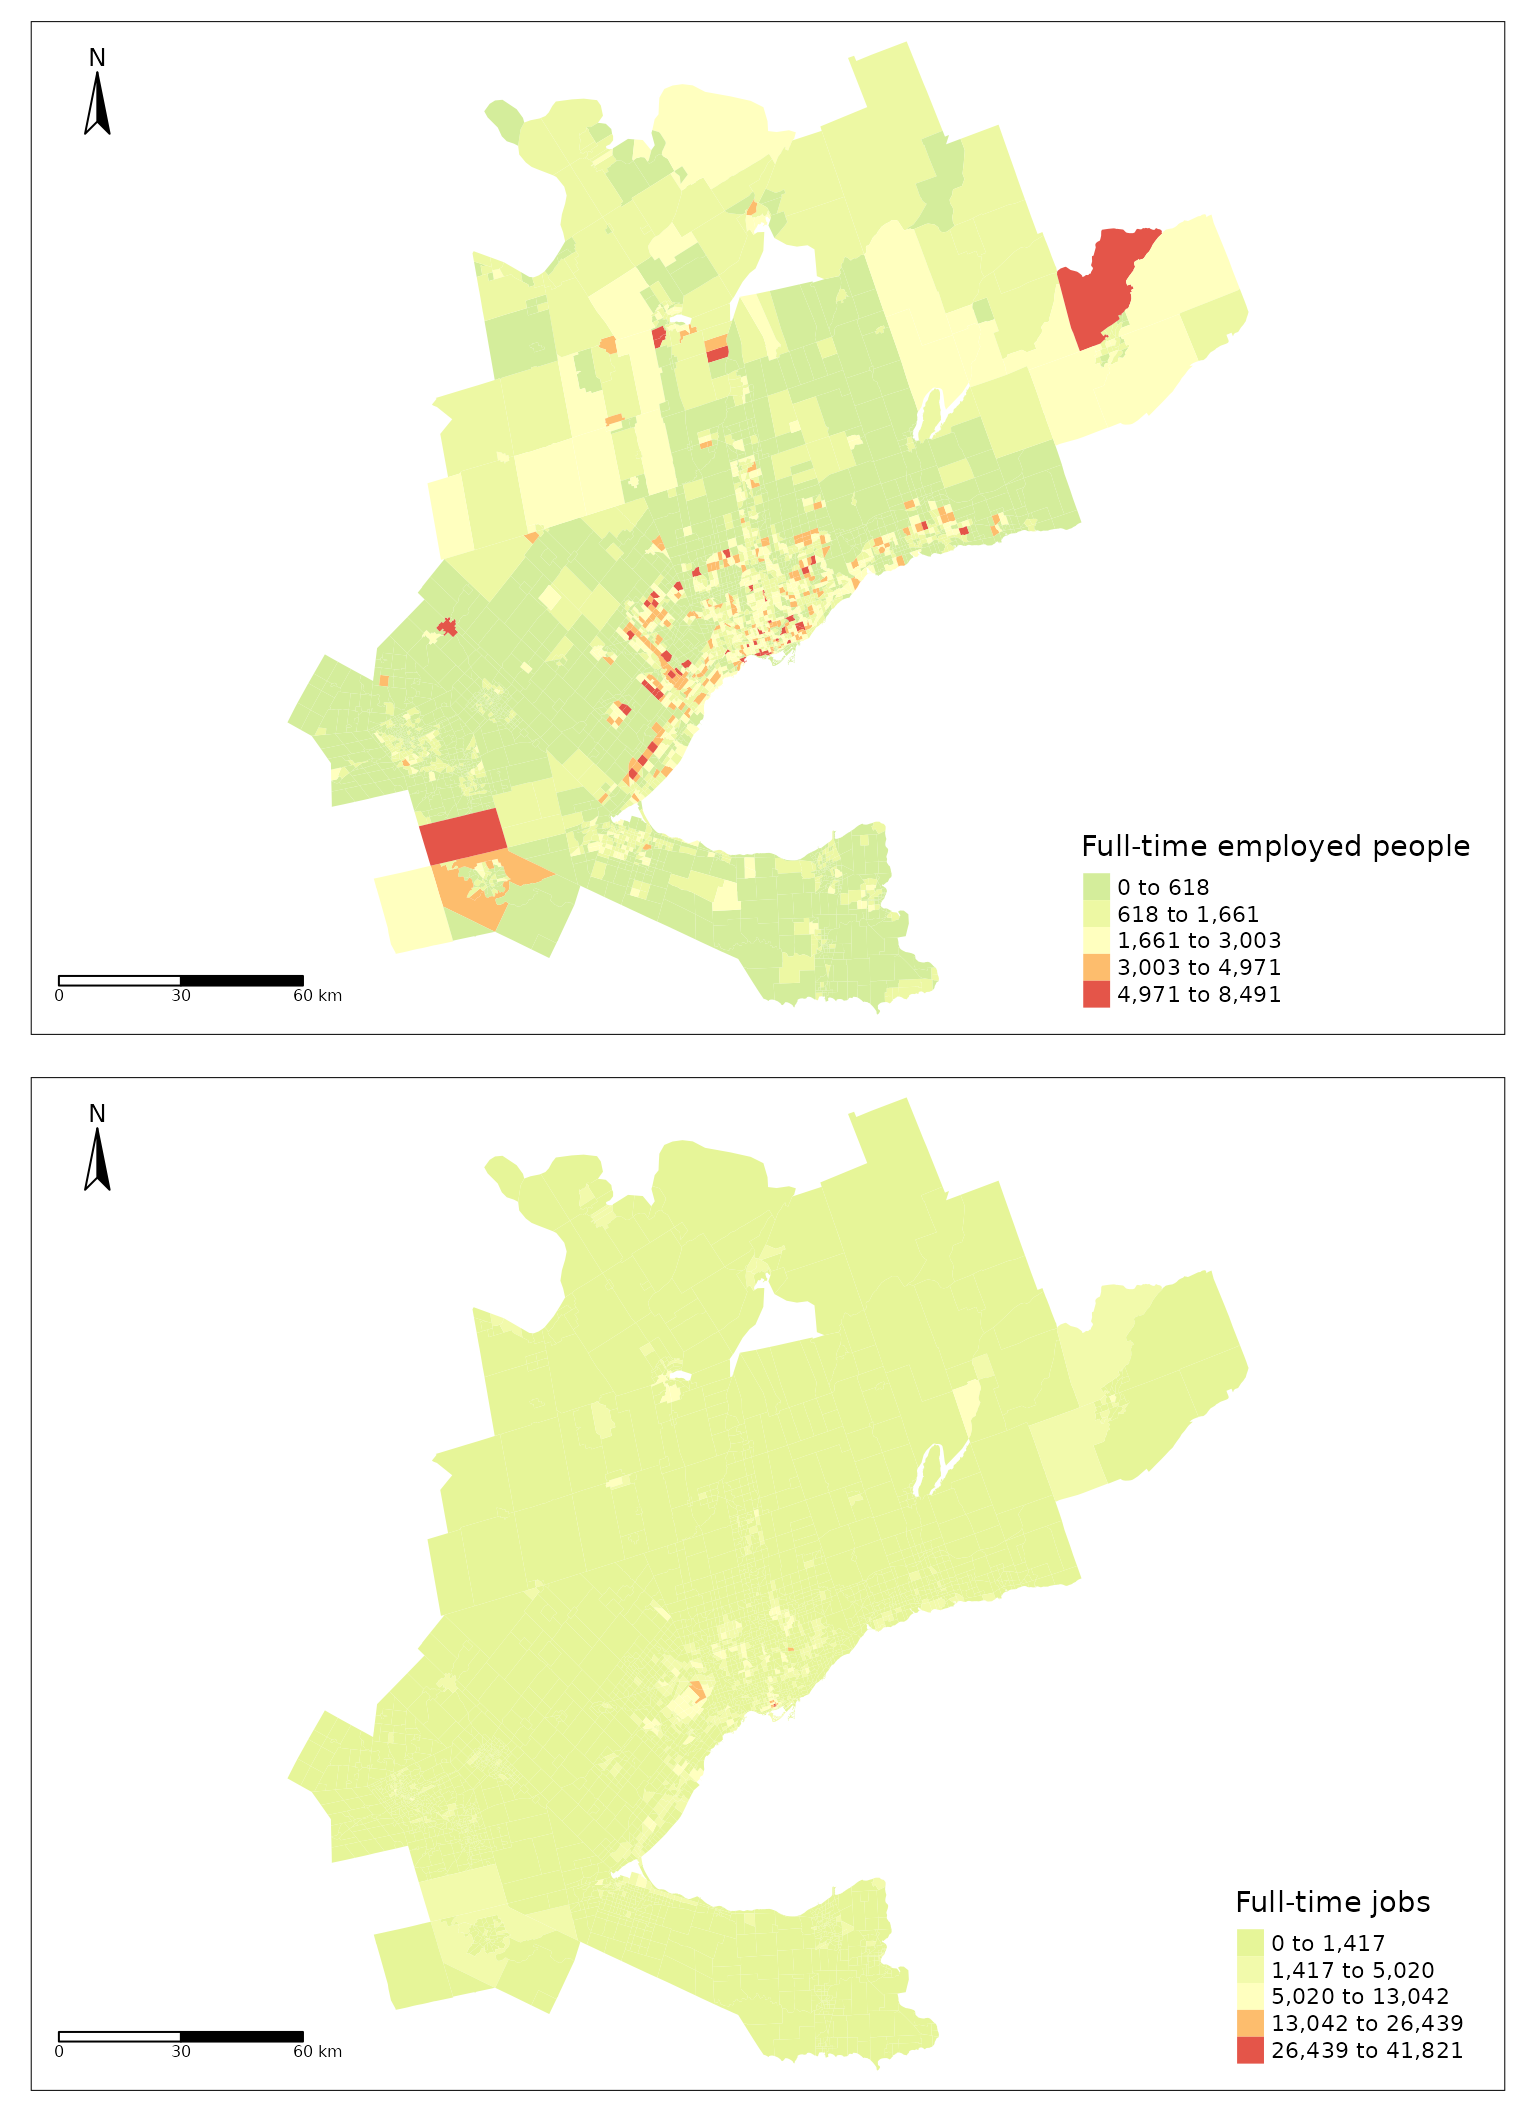 N
Full-time employed people
0 to 618
618 to 1,661
1,661 to 3,003
3,003 to 4,971
4,971 to 8,491
0 30 60 km
N
Full-time jobs
0 to 1,417
1,417 to 5,020
5,020 to 13,042
13,042 to 26,439
26,439 to 41,821
0 30 60 km